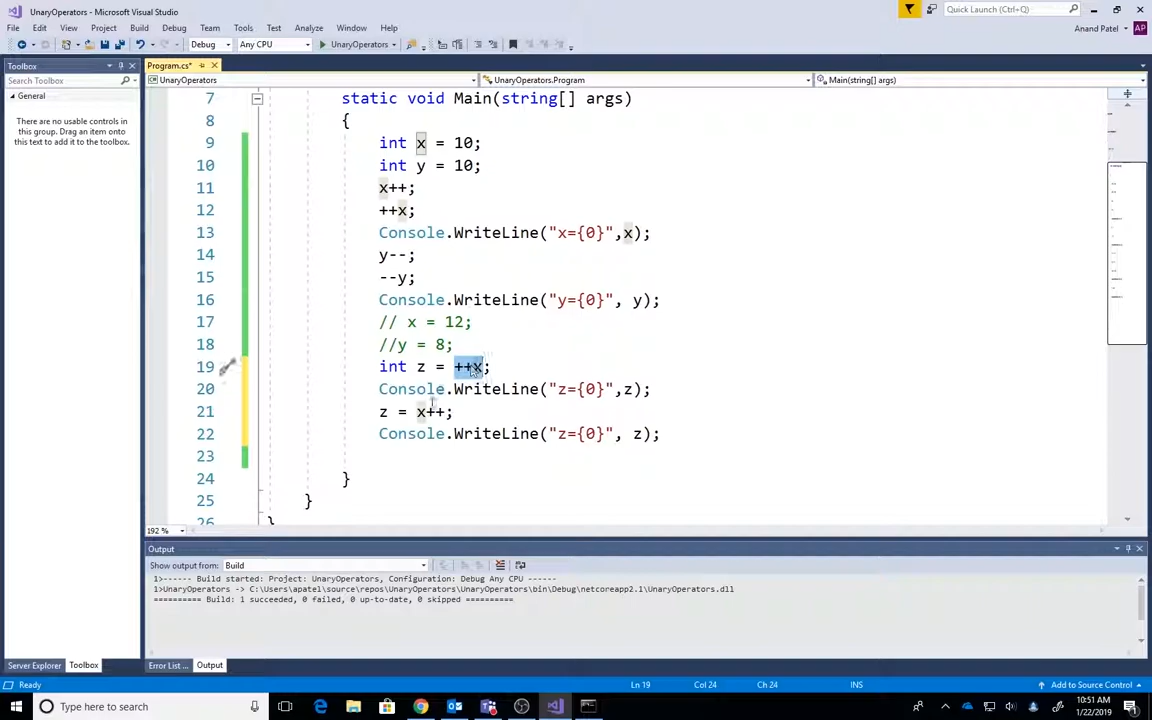 UnaryOperators - Microsoft Visual Studio
Quick Launch (Ctrl+Q)
File Edit View Project Build Debug Team Tools Test Analyze Window Help
Anand Patel AP
Debug Any CPU UnaryOperators
Toolbox
Program.cs*
Search Toolbox
UnaryOperators UnaryOperators.Program Main(string[] args)
General
There are no usable controls in this group. Drag an item onto this text to add it to the toolbox.
7 static void Main(string[] args)
8 {
9 int x = 10;
10 int y = 10;
11 x++;
12 ++x;
13 Console.WriteLine("x={0}",x);
14 y--;
15 --y;
16 Console.WriteLine("y={0}", y);
17 // x = 12;
18 //y = 8;
19 int z = ++x;
20 Console.WriteLine("z={0}",z);
21 z = x++;
22 Console.WriteLine("z={0}", z);
23
24 }
25 }
26 }
192 %
Output
Show output from: Build
1>------ Build started: Project: UnaryOperators, Configuration: Debug Any CPU ------
1>UnaryOperators -> C:\Users\apatel\source\repos\UnaryOperators\UnaryOperators\bin\Debug\netcoreapp2.1\UnaryOperators.dll
========== Build: 1 succeeded, 0 failed, 0 up-to-date, 0 skipped ==========
Server Explorer Toolbox Error List ... Output
Ready Ln 19 Col 24 Ch 24 INS Add to Source Control
Type here to search
10:51 AM
1/22/2019